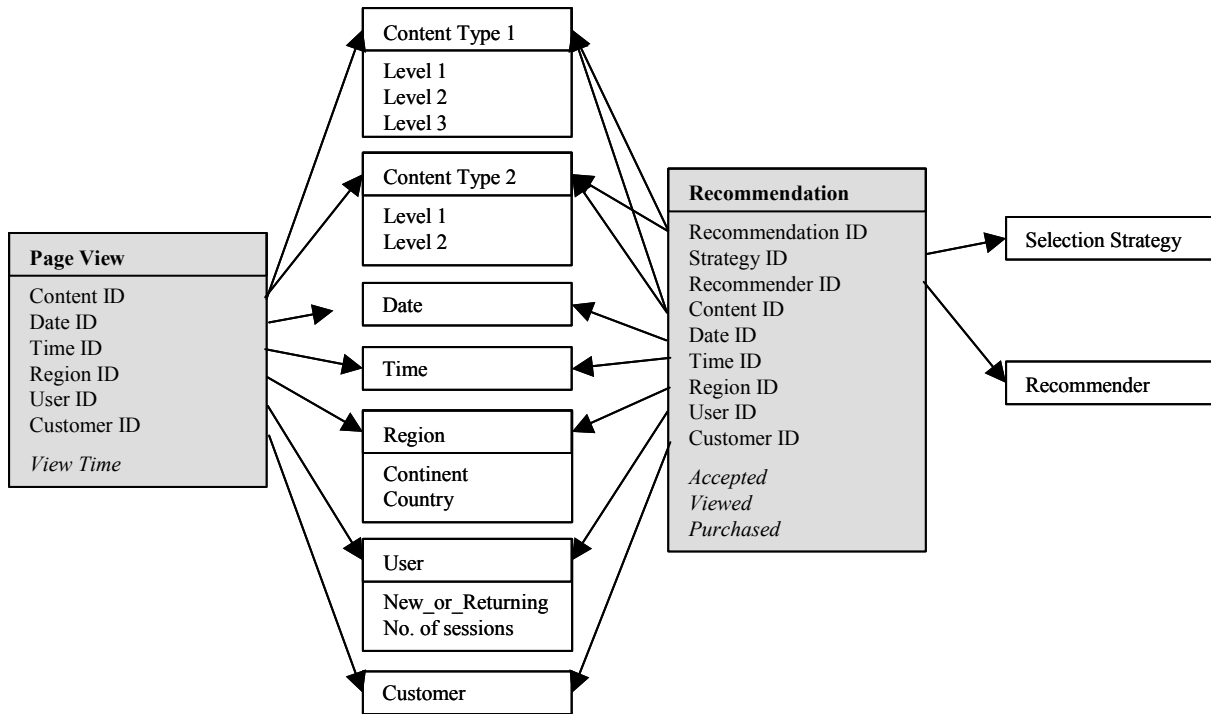 Page View
Content ID
Date ID
Time ID
Region ID
User ID
Customer ID
View Time
Content Type 1
Level 1
Level 2
Level 3
Content Type 2
Level 1
Level 2
Date
Time
Region
Continent
Country
User
New_or_Returning
No. of sessions
Customer
Recommendation
Recommendation ID
Strategy ID
Recommender ID
Content ID
Date ID
Time ID
Region ID
User ID
Customer ID
Accepted
Viewed
Purchased
Selection Strategy
Recommender